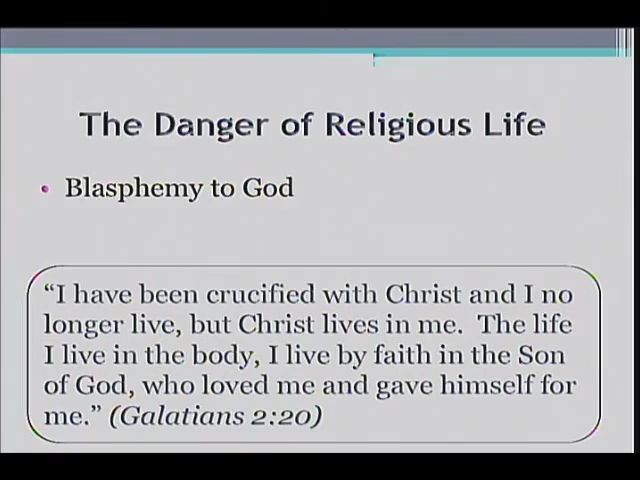 The Danger of Religious Life
• Blasphemy to God
“I have been crucified with Christ and I no
longer live, but Christ lives in me.  The life
I live in the body, I live by faith in the Son
of God, who loved me and gave himself for
me.” (Galatians 2:20)